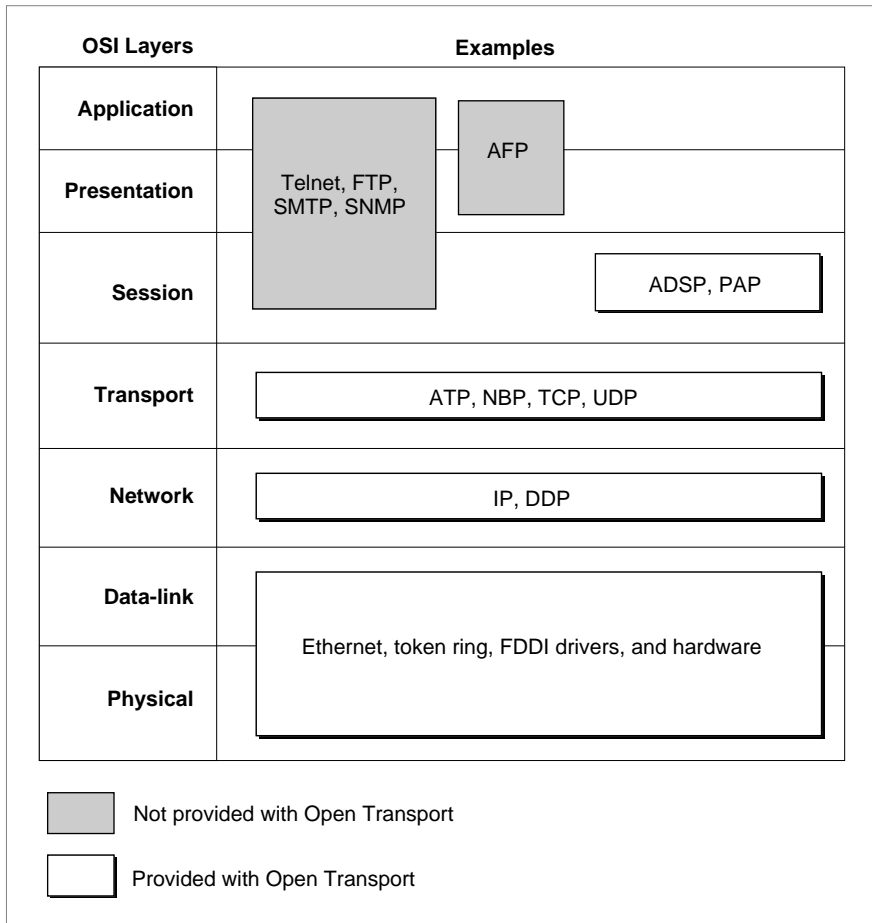 OSI Layers
Examples
Application
AFP
Presentation
Telnet, FTP,
SMTP, SNMP
Session
ADSP, PAP
Transport
ATP, NBP, TCP, UDP
Network
IP, DDP
Data-link
Ethernet, token ring, FDDI drivers, and hardware
Physical
Not provided with Open Transport
Provided with Open Transport